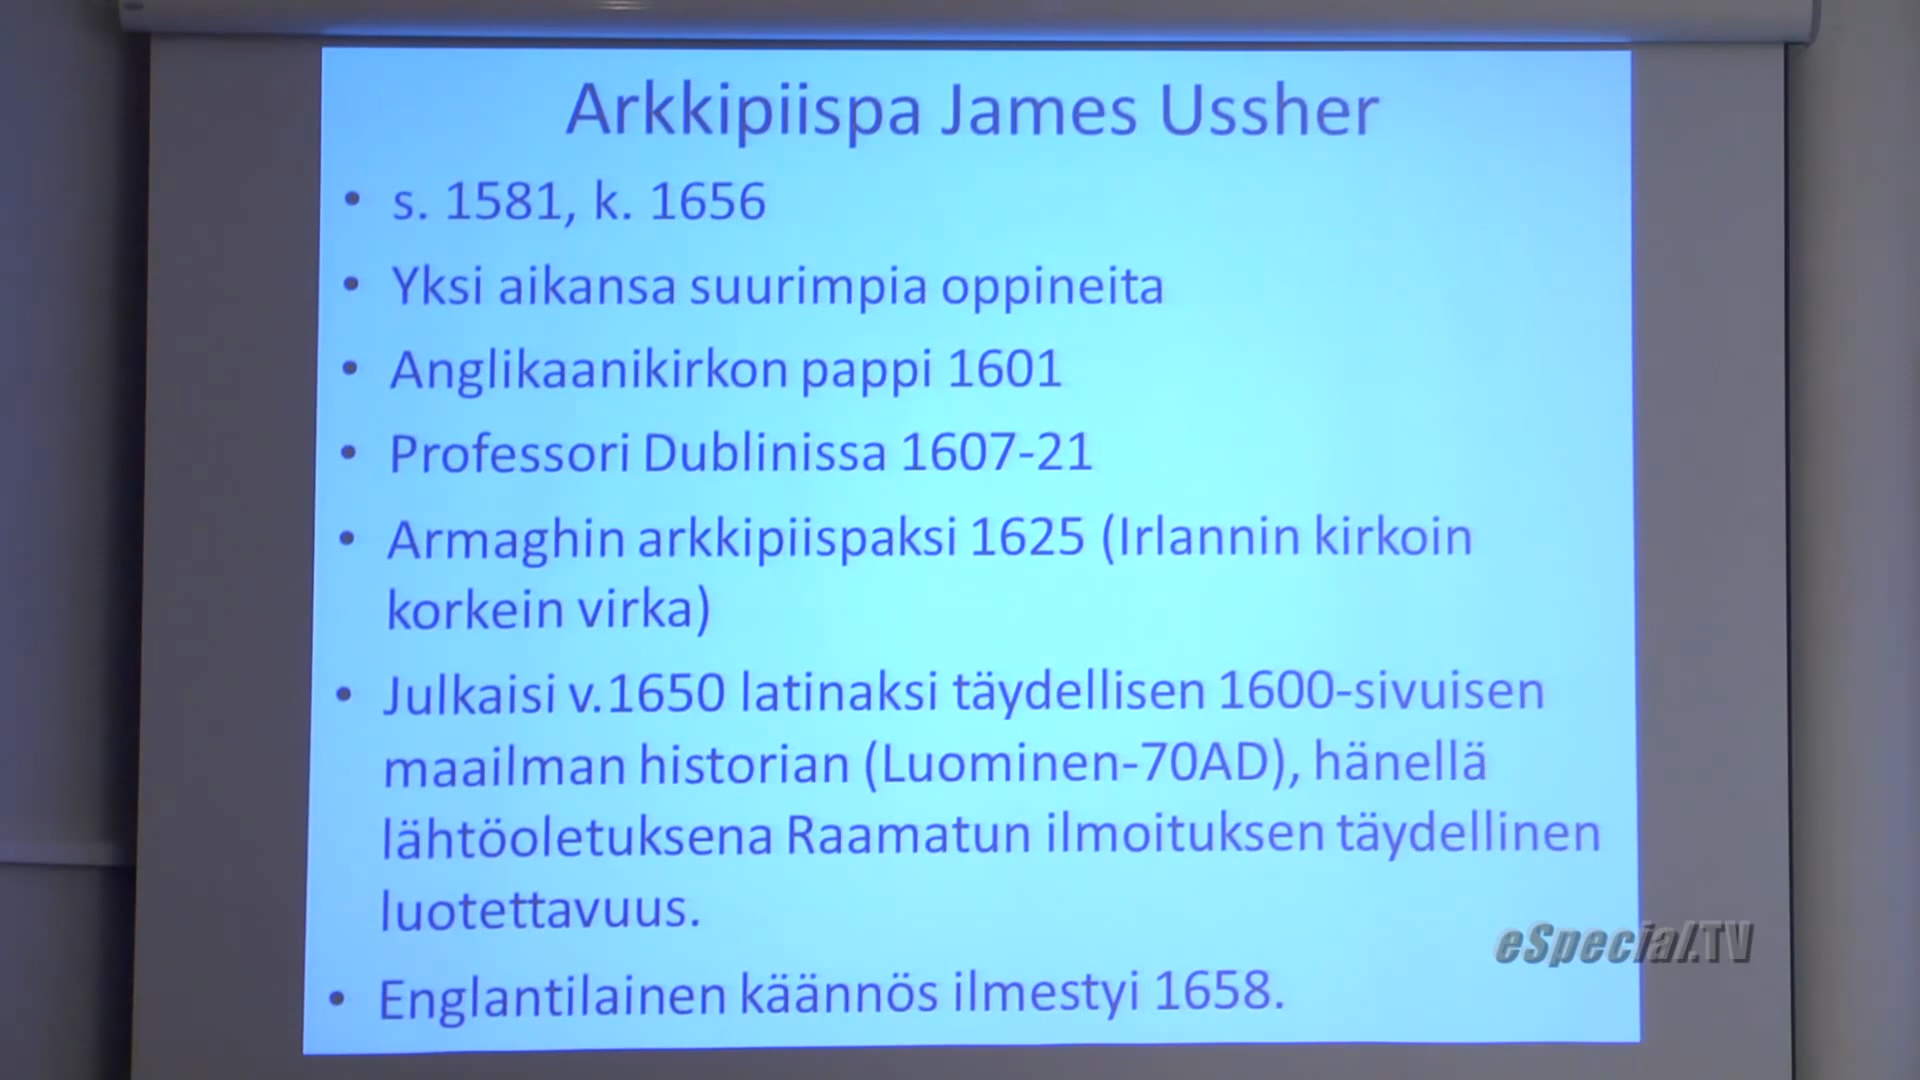 Arkkipiispa James Ussher
• s. 1581, k. 1656
• Yksi aikansa suurimpia oppineita
• Anglikaanikirkon pappi 1601
• Professori Dublinissa 1607-21
• Armaghin arkkipiispaksi 1625 (Irlannin kirkoin
korkein virka)
• Julkaisi v.1650 latinaksi täydellisen 1600-sivuisen
maailman historian (Luominen-70AD), hänellä
lähtöoletuksena Raamatun ilmoituksen täydellinen
luotettavuus.
eSpecial.TV
• Englantilainen käännös ilmestyi 1658.